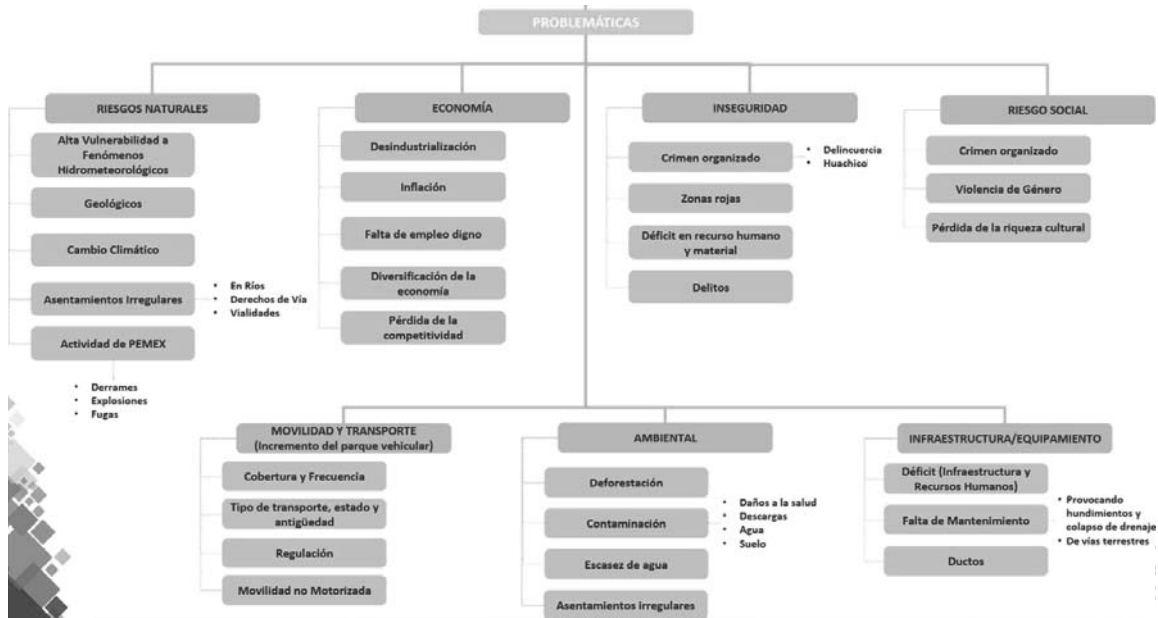 PROBLEMÁTICAS
RIESGOS NATURALES
Alta Vulnerabilidad a
Fenómenos
Hidrometeorológicos
Geológicos
Cambio Climático
Asentamientos Irregulares
• En Ríos
• Derechos de Vía
• Vialidades
Actividad de PEMEX
• Derrames
• Explosiones
• Fugas
ECONOMÍA
Desindustrialización
Inflación
Falta de empleo digno
Diversificación de la
economía
Pérdida de la
competitividad
INSEGURIDAD
Crimen organizado
• Delincuercia
• Huachico
Zonas rojas
Déficit en recurso humano
y material
Delitos
RIESGO SOCIAL
Crimen organizado
Violencia de Género
Pérdida de la riqueza cultural
MOVILIDAD Y TRANSPORTE
(Incremento del parque vehicular)
Cobertura y Frecuencia
Tipo de transporte, estado y
antigüedad
Regulación
Movilidad no Motorizada
AMBIENTAL
Deforestación
Contaminación
• Daños a la salud
• Descargas
• Agua
• Suelo
Escasez de agua
Asentamientos irregulares
INFRAESTRUCTURA/EQUIPAMIENTO
Déficit (Infraestructura y
Recursos Humanos)
Falta de Mantenimiento
• Provocando
hundimientos y
colapso de drenaje
• De vías terrestres
Ductos